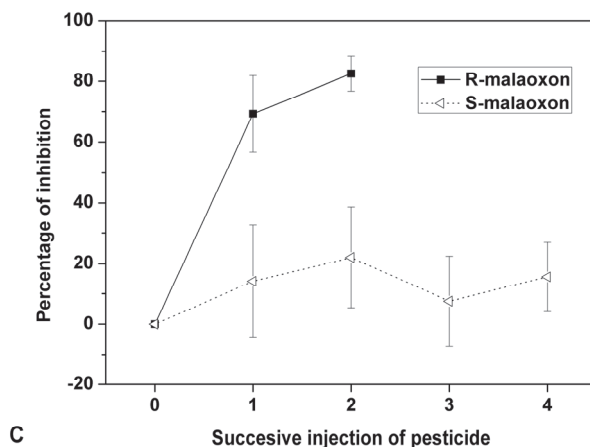 100
80
60
40
20
0
-20
Percentage of inhibition
R-malaoxon
S-malaoxon
0 1 2 3 4
Succesive injection of pesticide
C